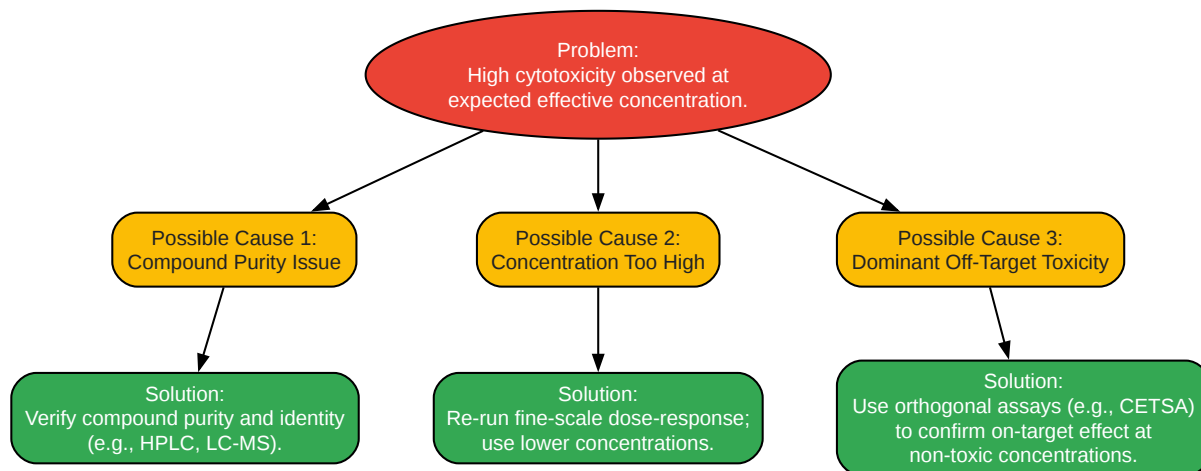 Problem:
High cytotoxicity observed at
expected effective concentration.
Possible Cause 1:
Compound Purity Issue
Possible Cause 2:
Concentration Too High
Possible Cause 3:
Dominant Off-Target Toxicity
Solution:
Verify compound purity and identity
(e.g., HPLC, LC-MS).
Solution:
Re-run fine-scale dose-response;
use lower concentrations.
Solution:
Use orthogonal assays (e.g., CETSA)
to confirm on-target effect at
non-toxic concentrations.